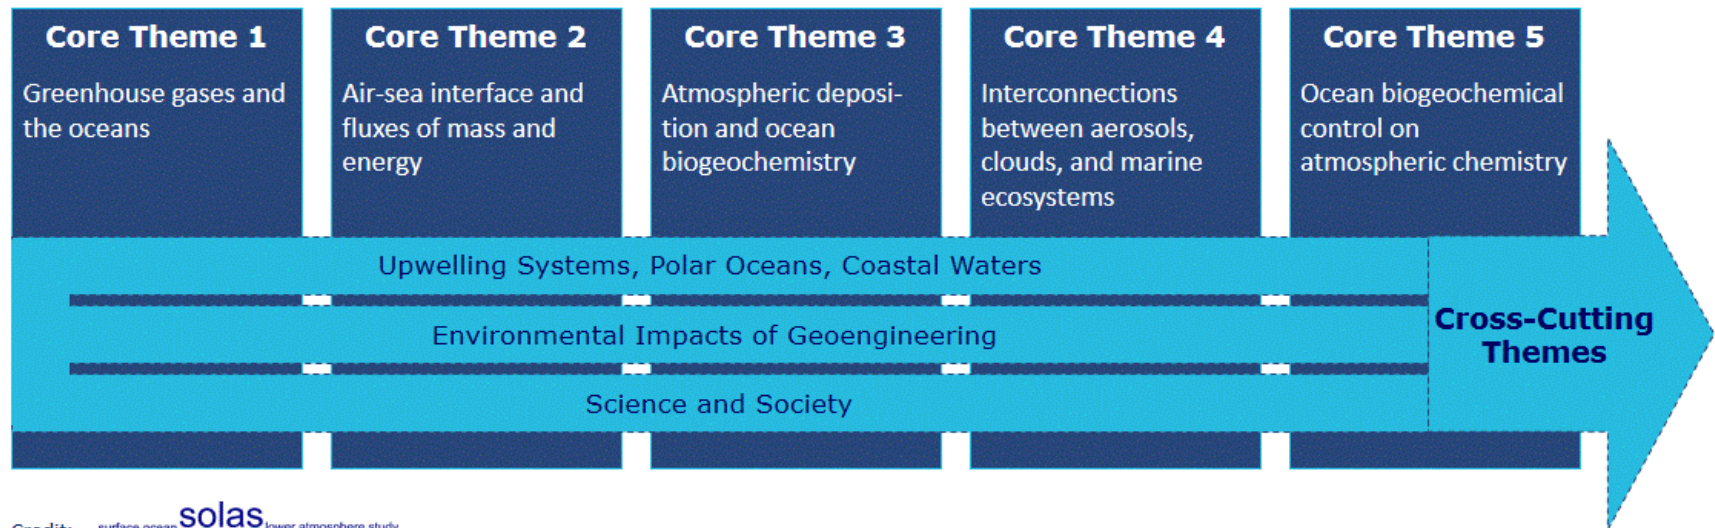 Core Theme 1
Greenhouse gases and
the oceans
Core Theme 2
Air-sea interface and
fluxes of mass and
energy
Core Theme 3
Atmospheric deposi-
tion and ocean
biogeochemistry
Core Theme 4
Interconnections
between aerosols,
clouds, and marine
ecosystems
Core Theme 5
Ocean biogeochemical
control on
atmospheric chemistry
Upwelling Systems, Polar Oceans, Coastal Waters
Environmental Impacts of Geoengineering
Science and Society
Cross-Cutting
Themes
Credit: surface ocean solas lower atmosphere study